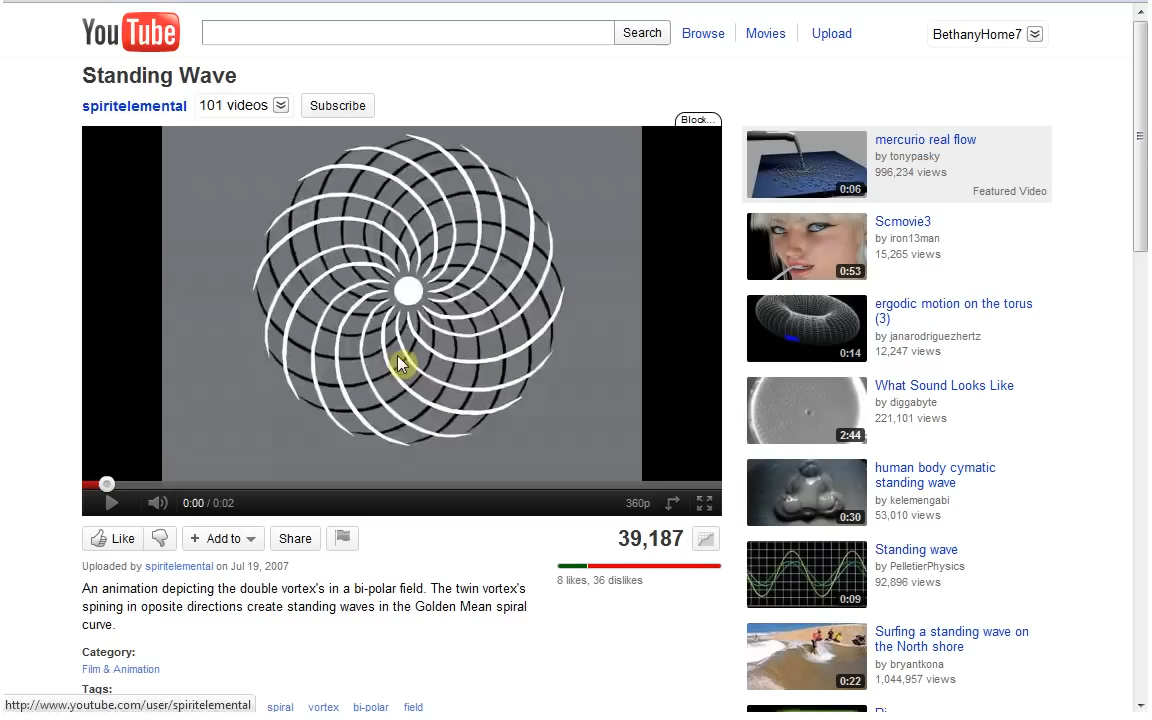 YouTube
Search
Browse
Movies
Upload
BethanyHome7
Standing Wave
spiritelemental
101 videos
Subscribe
Block...
0:00 / 0:02
360p
Like
+ Add to
Share
39,187
Uploaded by spiritelemental on Jul 19, 2007
8 likes, 36 dislikes
An animation depicting the double vortex's in a bi-polar field. The twin vortex's
spining in oposite directions create standing waves in the Golden Mean spiral
curve.
Category:
Film & Animation
Tags:
spiral vortex bi-polar field
http://www.youtube.com/user/spiritelemental
0:06
mercurio real flow
by tonypasky
996,234 views
Featured Video
0:53
Scmovie3
by iron13man
15,265 views
0:14
ergodic motion on the torus
(3)
by janarodriguezhertz
12,247 views
2:44
What Sound Looks Like
by diggabyte
221,101 views
0:30
human body cymatic
standing wave
by kelemengabi
53,010 views
0:09
Standing wave
by PelletierPhysics
92,896 views
0:22
Surfing a standing wave on
the North shore
by bryantkona
1,044,957 views